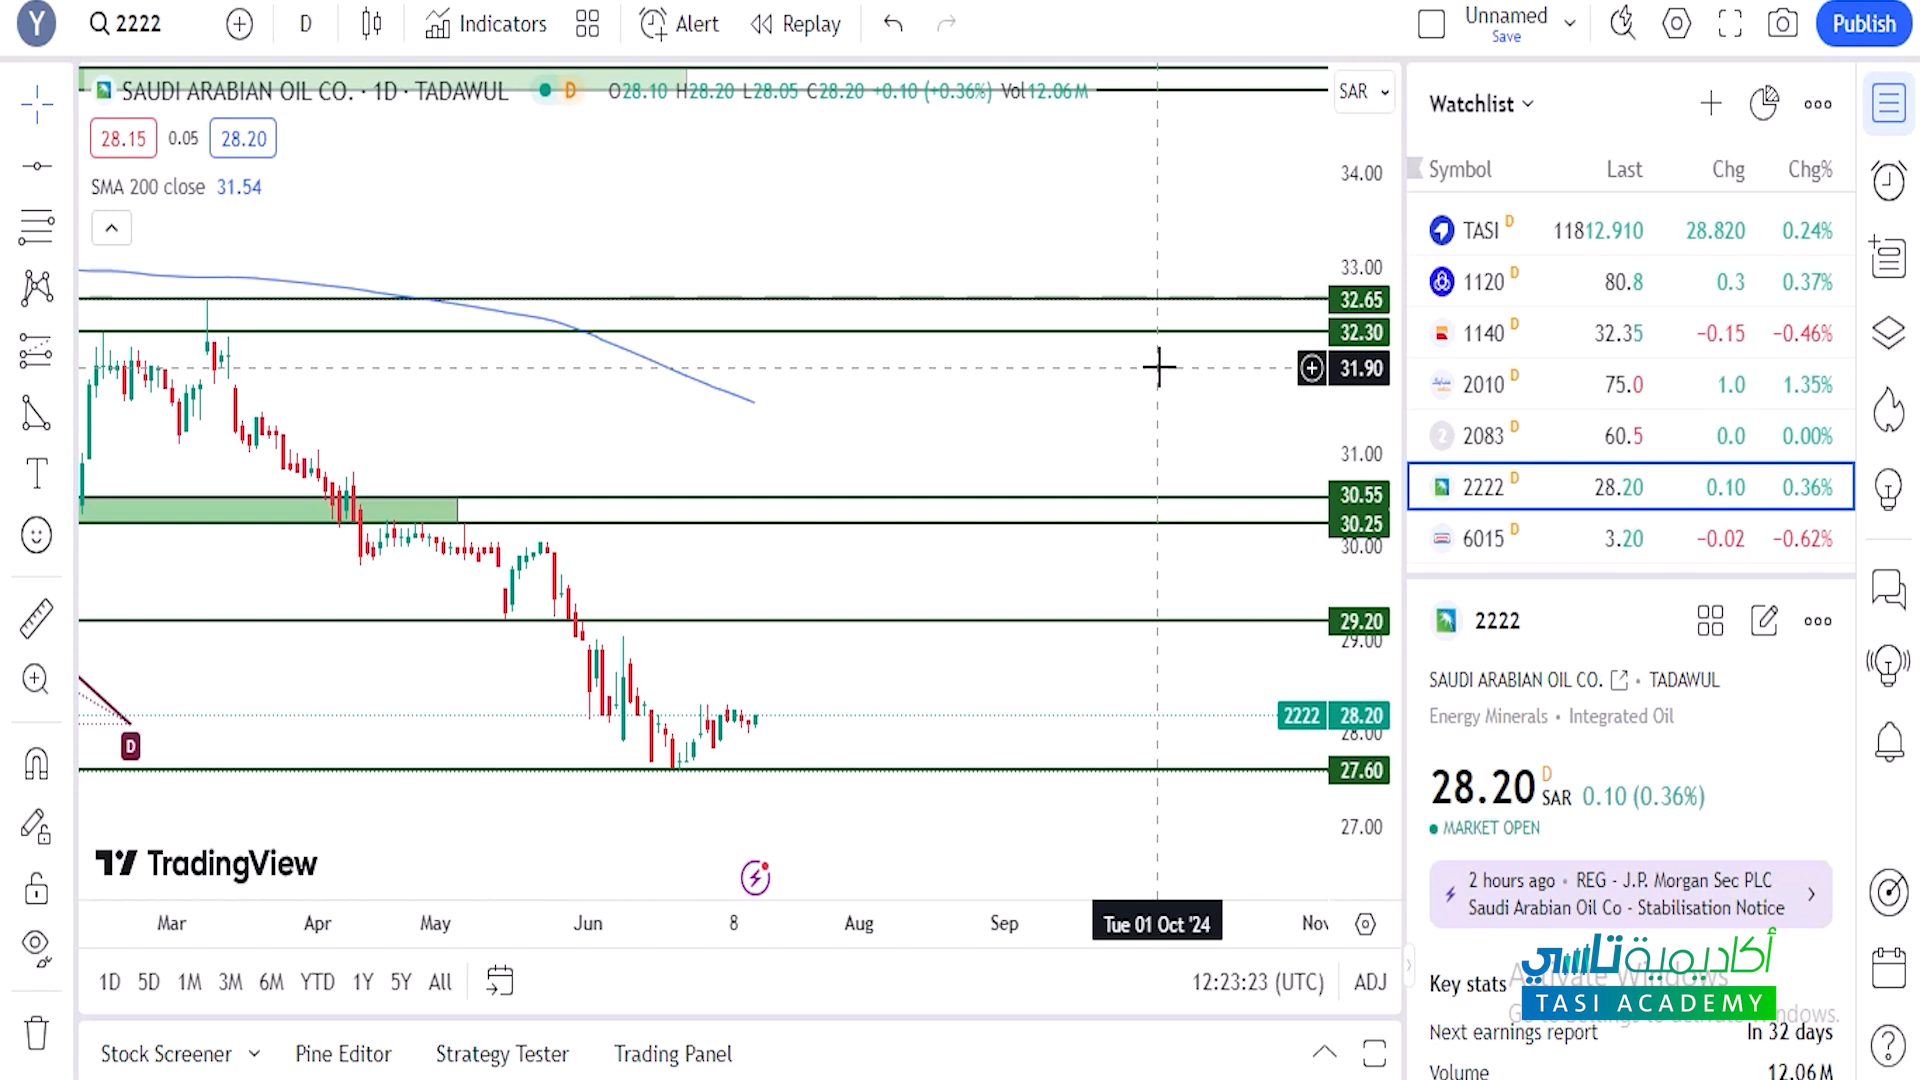 Y
2222
D
Indicators
Alert
Replay
Unnamed
Save
Publish
SAUDI ARABIAN OIL CO. · 1D · TADAWUL
D
O28.10 H28.20 L28.05 C28.20 +0.10 (+0.36%) Vol12.06M
SAR
28.15
0.05
28.20
SMA 200 close 31.54
34.00
33.00
32.65
32.30
31.90
31.00
30.55
30.25
30.00
29.20
29.00
2222 28.20
28.00
27.60
27.00
D
TradingView
Mar
Apr
May
Jun
8
Aug
Sep
Tue 01 Oct '24
Nov
1D 5D 1M 3M 6M YTD 1Y 5Y All
12:23:23 (UTC)
ADJ
Stock Screener
Pine Editor
Strategy Tester
Trading Panel
Watchlist
Symbol Last Chg Chg%
TASI D 11812.910 28.820 0.24%
1120 D 80.8 0.3 0.37%
1140 D 32.35 −0.15 −0.46%
2010 D 75.0 1.0 1.35%
2 2083 D 60.5 0.0 0.00%
2222 D 28.20 0.10 0.36%
6015 D 3.20 −0.02 −0.62%
2222
SAUDI ARABIAN OIL CO. • TADAWUL
Energy Minerals • Integrated Oil
28.20 D SAR 0.10 (0.36%)
MARKET OPEN
2 hours ago • REG - J.P. Morgan Sec PLC
Saudi Arabian Oil Co - Stabilisation Notice
أكاديمية تاسي
TASI ACADEMY
Key stats
Activate Windows
Next earnings report In 32 days
Volume 12.06M